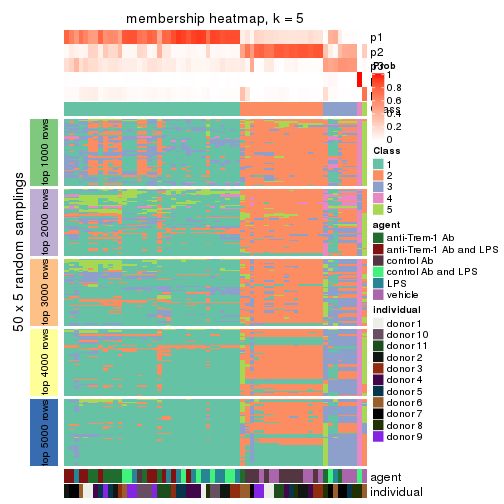 membership heatmap, k = 5
p1
p2
p3
Prob
1
0.8
0.6
0.4
0.2
0
Class
1
2
3
4
5
agent
anti-Trem-1 Ab
anti-Trem-1 Ab and LPS
control Ab
control Ab and LPS
LPS
vehicle
Individual
donor 1
donor 10
donor 11
donor 2
donor 3
donor 4
donor 5
donor 6
donor 7
donor 8
donor 9
50 x 5 random samplings
top 1000 rows
top 2000 rows
top 3000 rows
top 4000 rows
top 5000 rows
agent
individual